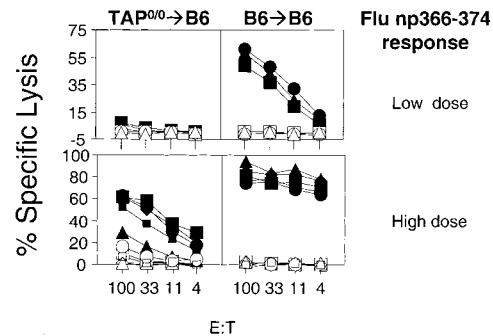 TAP0/0→B6 B6→B6 Flu np366-374
response
% Specific Lysis
75
55
35
15
-5
Low dose
100
80
60
40
20
0
High dose
100 33 11 4 100 33 11 4
E:T